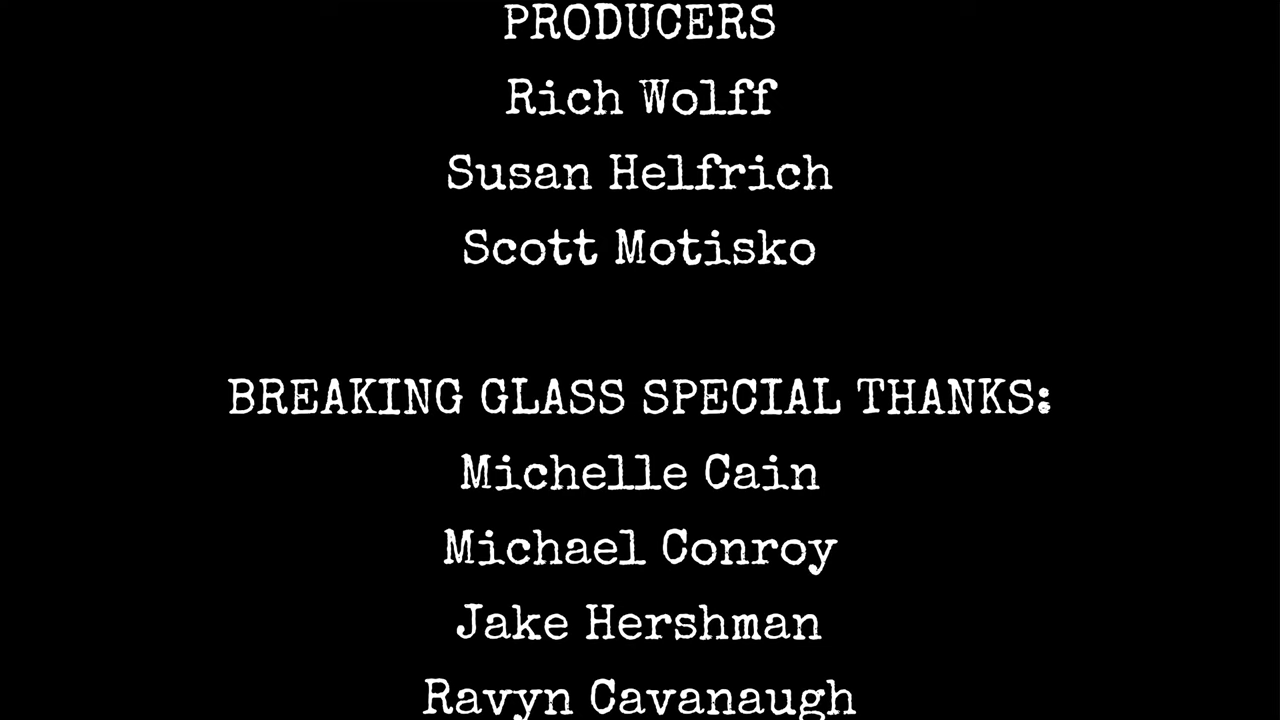 PRODUCERS
Rich Wolff
Susan Helfrich
Scott Motisko
BREAKING GLASS SPECIAL THANKS:
Michelle Cain
Michael Conroy
Jake Hershman
Ravyn Cavanaugh